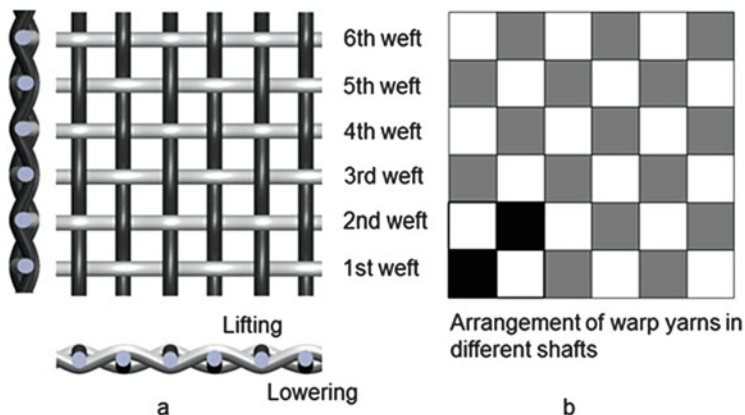 6th weft
5th weft
4th weft
3rd weft
2nd weft
1st weft
Lifting
Lowering
a
Arrangement of warp yarns in
different shafts
b